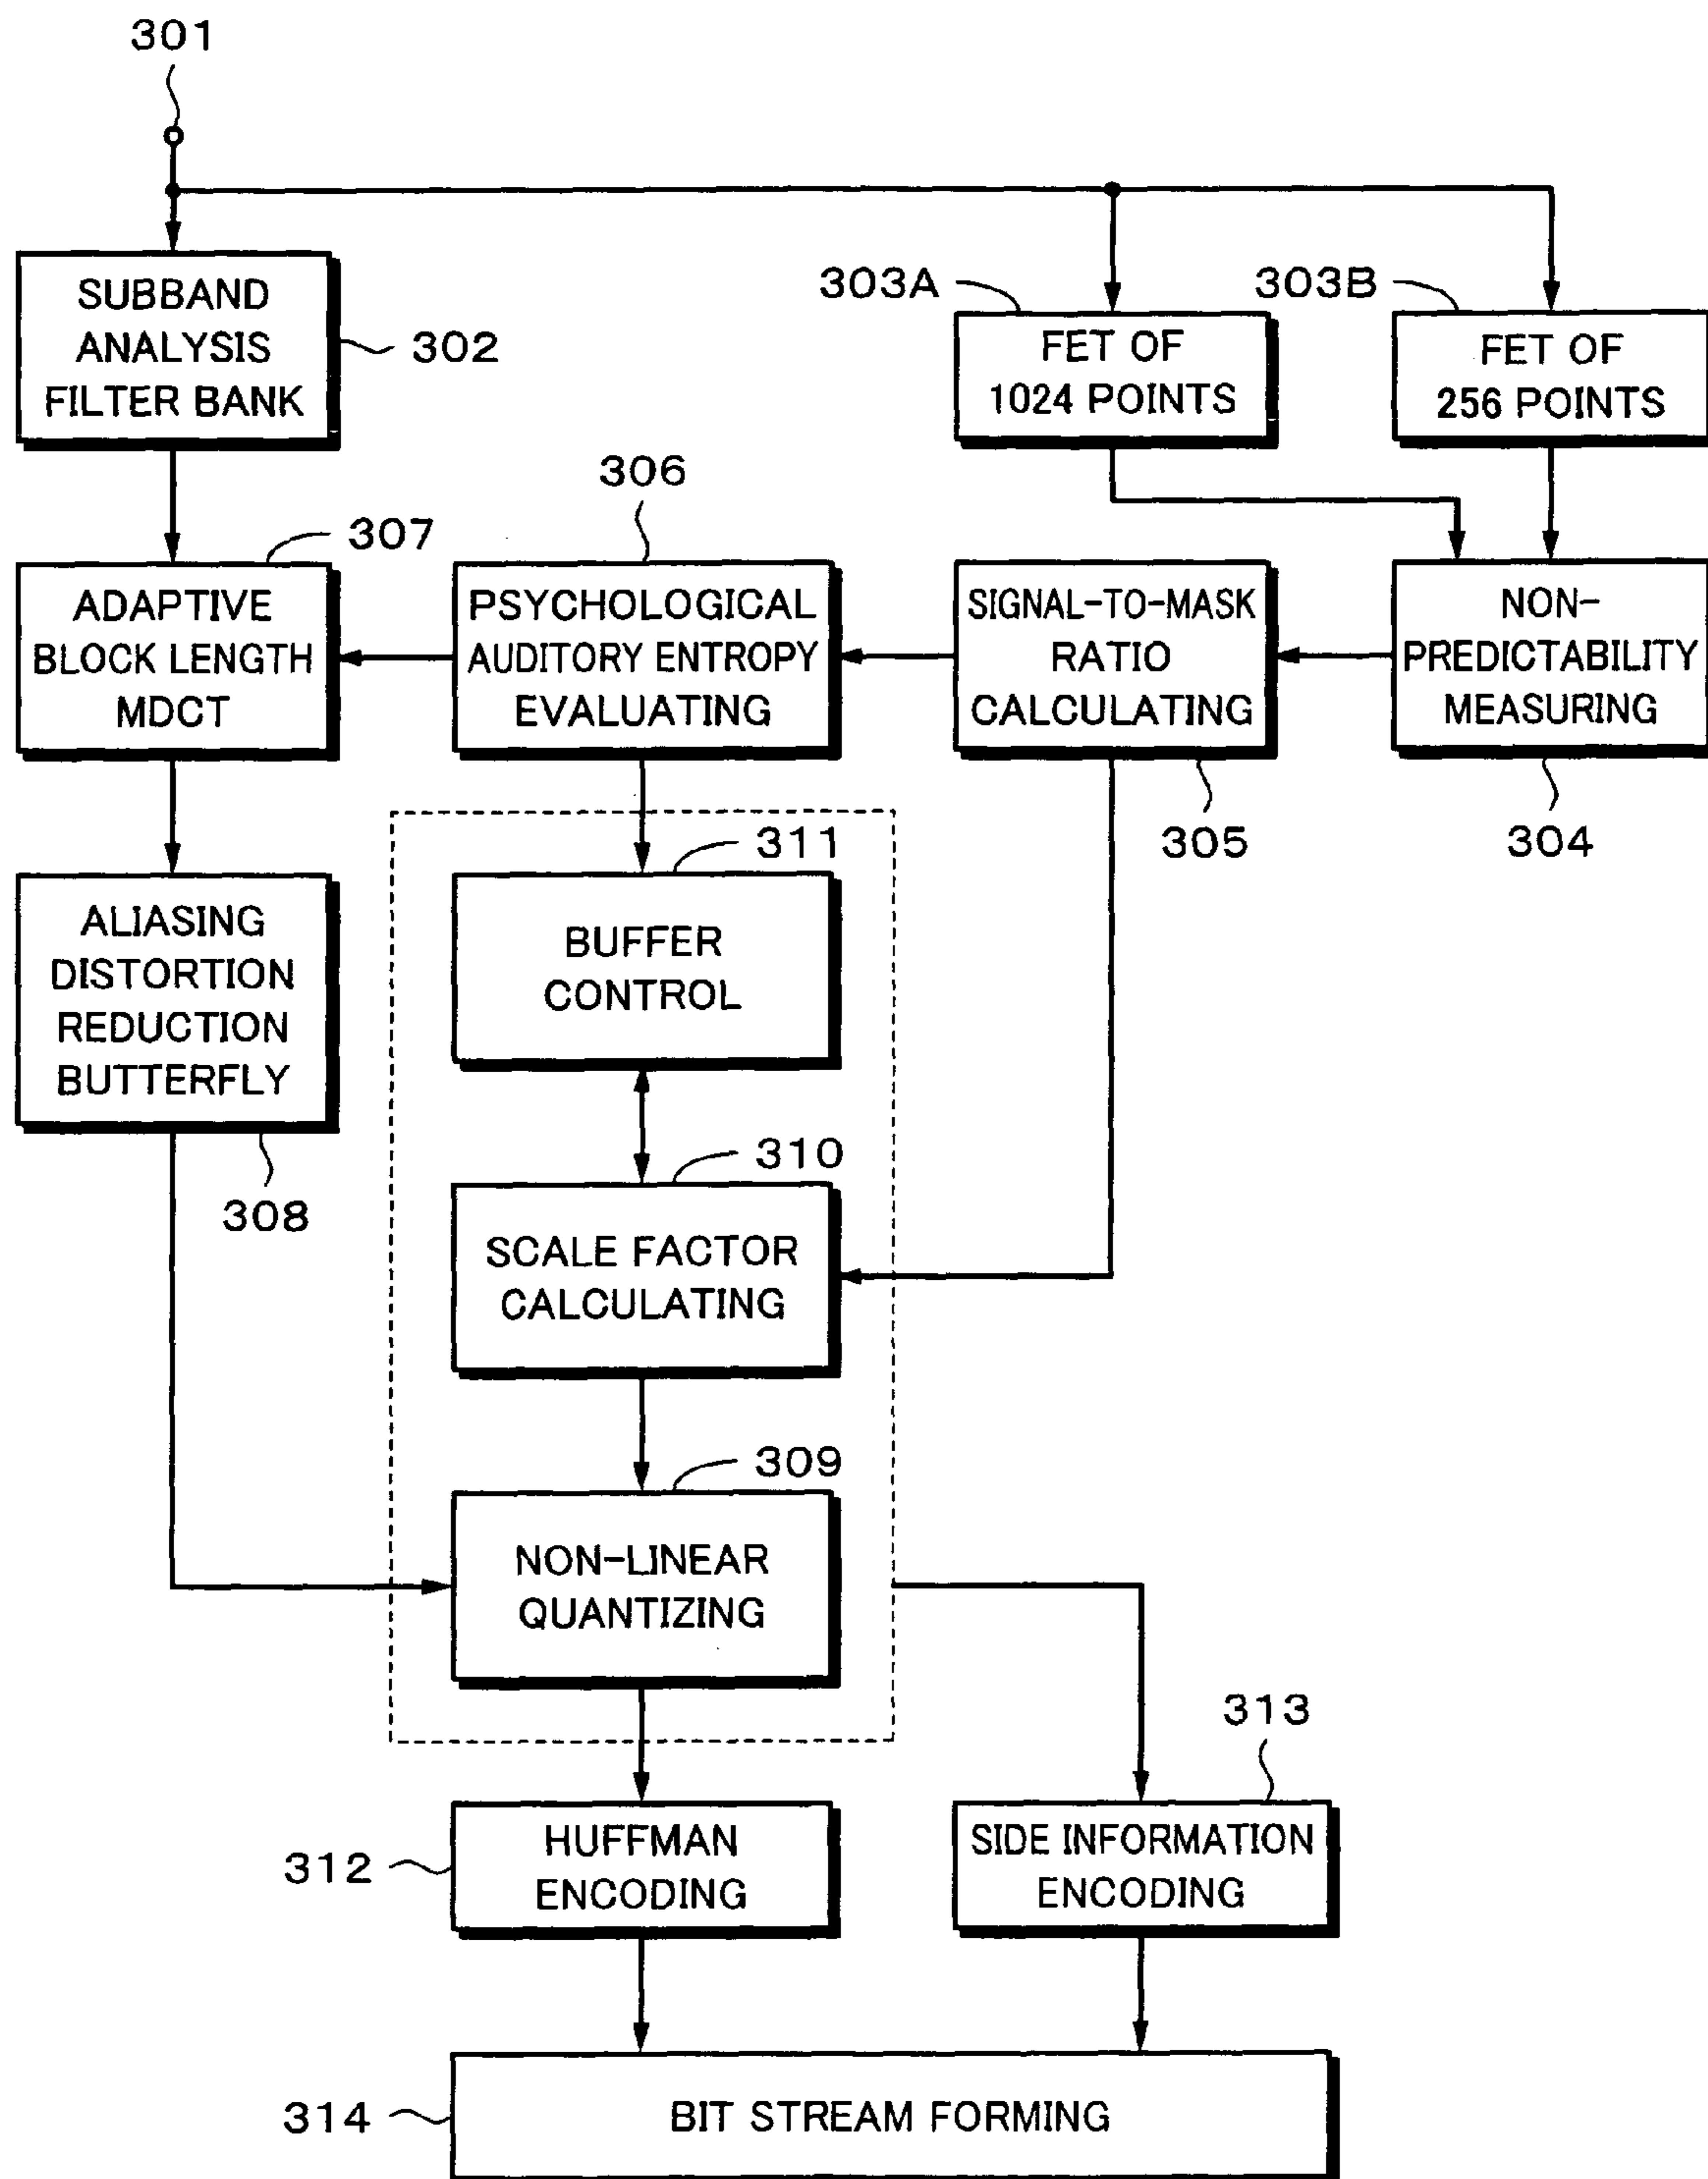 301
SUBBAND
ANALYSIS
FILTER BANK
302
303A
FET OF
1024 POINTS
303B
FET OF
256 POINTS
306
307
ADAPTIVE
BLOCK LENGTH
MDCT
PSYCHOLOGICAL
AUDITORY ENTROPY
EVALUATING
SIGNAL-TO-MASK
RATIO
CALCULATING
305
NON-
PREDICTABILITY
MEASURING
304
ALIASING
DISTORTION
REDUCTION
BUTTERFLY
308
311
BUFFER
CONTROL
310
SCALE FACTOR
CALCULATING
309
NON-LINEAR
QUANTIZING
313
312
HUFFMAN
ENCODING
SIDE INFORMATION
ENCODING
314
BIT STREAM FORMING